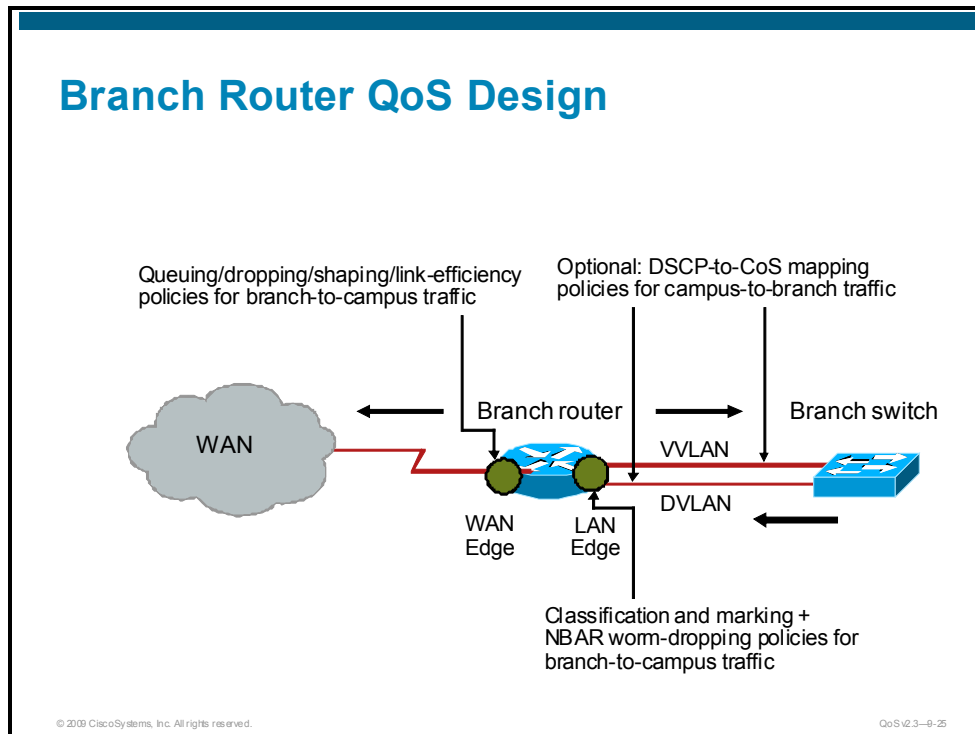 Branch Router QoS Design
Queuing/dropping/shaping/link-efficiency
policies for branch-to-campus traffic
Optional: DSCP-to-CoS mapping
policies for campus-to-branch traffic
Branch router
Branch switch
WAN
VVLAN
DVLAN
WAN
Edge
LAN
Edge
Classification and marking +
NBAR worm-dropping policies for
branch-to-campus traffic
© 2009 Cisco Systems, Inc. All rights reserved.
QoS v2.3—9-25